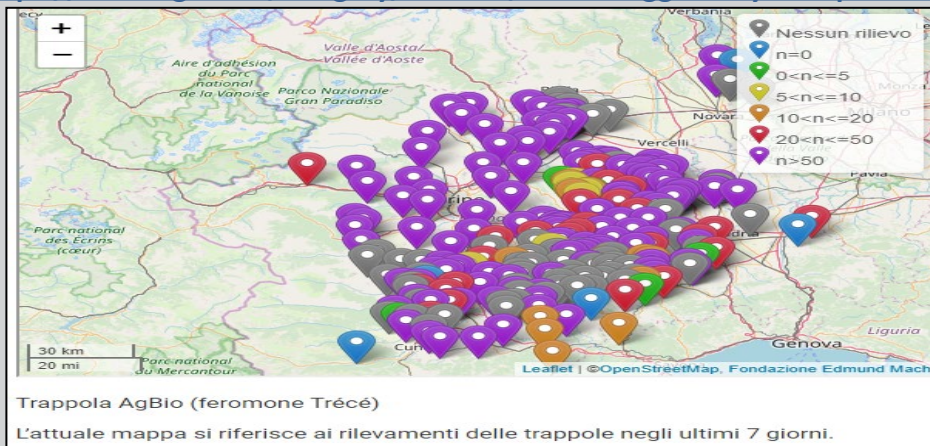 +
−
Verbania
Valle d'Aosta/
Vallée d'Aoste
Aire d'adhésion
du Parc
national
de la Vanoise
Parco Nazionale
Gran Paradiso
Novara
Vercelli
Pavia
Parc national
des Écrins
(cœur)
Nessun rilievo
n=0
0<n<=5
5<n<=10
10<n<=20
20<n<=50
n>50
Liguria
Genova
30 km
20 mi
Parc national
du Mercantour
Leaflet | ©OpenStreetMap, Fondazione Edmund Mach
Trappola AgBio (feromone Trécé)
L'attuale mappa si riferisce ai rilevamenti delle trappole negli ultimi 7 giorni.